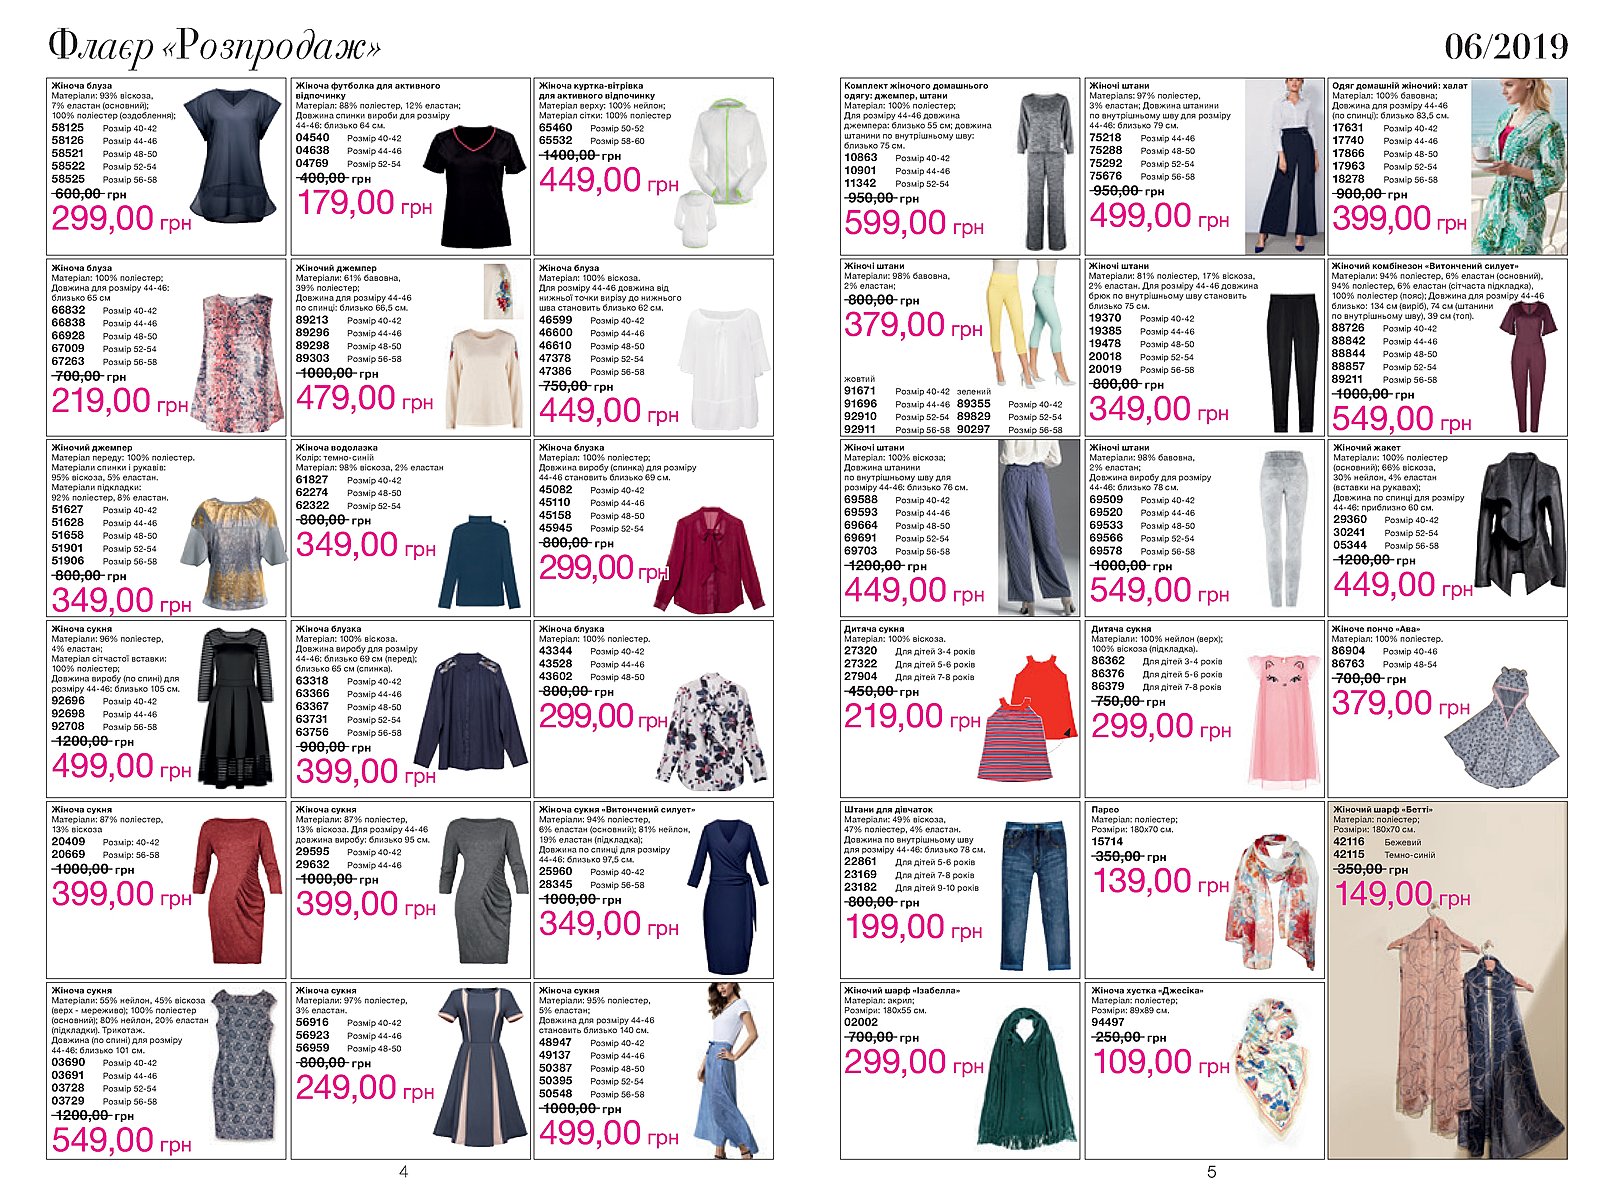 Флаєр «Розпродаж»
06/2019
Жіноча блуза
Матеріали: 93% віскоза,
7% еластан (основний);
100% поліестер (оздоблення);
58125 Розмір 40-42
58126 Розмір 44-46
58521 Розмір 48-50
58522 Розмір 52-54
58525 Розмір 56-58
600,00 грн
299,00 грн
Жіноча футболка для активного
відпочинку
Матеріал: 88% поліестер, 12% еластан;
Довжина спинки вироби для розміру
44-46: близько 64 см.
04540 Розмір 40-42
04638 Розмір 44-46
04769 Розмір 52-54
400,00 грн
179,00 грн
Жіноча куртка-вітрівка
для активного відпочинку
Матеріал верху: 100% нейлон;
Матеріал сітки: 100% поліестер
65460 Розмір 50-52
65532 Розмір 58-60
1400,00 грн
449,00 грн
Жіноча блуза
Матеріал: 100% поліестер;
Довжина для розміру 44-46:
близько 65 см
66832 Розмір 40-42
66838 Розмір 44-46
66928 Розмір 48-50
67009 Розмір 52-54
67263 Розмір 56-58
700,00 грн
219,00 грн
Жіночий джемпер
Матеріали: 61% бавовна,
39% поліестер;
Довжина для розміру 44-46
по спинці: близько 66,5 см.
89213 Розмір 40-42
89296 Розмір 44-46
89298 Розмір 48-50
89303 Розмір 56-58
1000,00 грн
479,00 грн
Жіноча блуза
Матеріал: 100% віскоза.
Для розміру 44-46 довжина від
нижньої точки вирізу до нижнього
шва становить близько 62 см.
46599 Розмір 40-42
46600 Розмір 44-46
46610 Розмір 48-50
47378 Розмір 52-54
47386 Розмір 56-58
750,00 грн
449,00 грн
Жіночий джемпер
Матеріал переду: 100% поліестер.
Матеріали спинки і рукавів:
95% віскоза, 5% еластан.
Матеріали підкладки:
92% поліестер, 8% еластан.
51627 Розмір 40-42
51628 Розмір 44-46
51658 Розмір 48-50
51901 Розмір 52-54
51906 Розмір 56-58
800,00 грн
349,00 грн
Жіноча водолазка
Колір: темно-синій
Матеріал: 98% віскоза, 2% еластан
61827 Розмір 40-42
62274 Розмір 48-50
62322 Розмір 52-54
800,00 грн
349,00 грн
Жіноча блузка
Матеріал: 100% поліестер;
Довжина виробу (спинка) для розміру
44-46 становить близько 69 см.
45082 Розмір 40-42
45110 Розмір 44-46
45158 Розмір 48-50
45945 Розмір 52-54
800,00 грн
299,00 грн
Жіноча сукня
Матеріали: 96% поліестер,
4% еластан;
Матеріал сітчастої вставки:
100% поліестер;
Довжина виробу (по спині) для
розміру 44-46: близько 105 см.
92696 Розмір 40-42
92698 Розмір 44-46
92708 Розмір 56-58
1200,00 грн
499,00 грн
Жіноча блузка
Матеріал: 100% віскоза.
Довжина виробу для розміру
44-46: близько 69 см (перед);
близько 65 см (спинка).
63318 Розмір 40-42
63366 Розмір 44-46
63367 Розмір 48-50
63731 Розмір 52-54
63756 Розмір 56-58
900,00 грн
399,00 грн
Жіноча блузка
Матеріал: 100% поліестер.
43344 Розмір 40-42
43528 Розмір 44-46
43602 Розмір 48-50
800,00 грн
299,00 грн
Жіноча сукня
Матеріали: 87% поліестер,
13% віскоза
20409 Розмір: 40-42
20669 Розмір: 56-58
1000,00 грн
399,00 грн
Жіноча сукня
Матеріали: 87% поліестер,
13% віскоза. Для розміру 44-46
довжина виробу: близько 95 см.
29595 Розмір 40-42
29632 Розмір 44-46
1000,00 грн
399,00 грн
Жіноча сукня «Витончений силует»
Матеріали: 94% поліестер,
6% еластан (основний); 81% нейлон,
19% еластан (підкладка);
Довжина по спинці для розміру
44-46: близько 97,5 см.
25960 Розмір 40-42
28345 Розмір 56-58
1000,00 грн
349,00 грн
Жіноча сукня
Матеріали: 55% нейлон, 45% віскоза
(верх - мереживо); 100% поліестер
(основний); 80% нейлон, 20% еластан
(підкладки). Трикотаж.
Довжина (по спині) для розміру
44-46: близько 101 см.
03690 Розмір 40-42
03691 Розмір 44-46
03728 Розмір 52-54
03729 Розмір 56-58
1200,00 грн
549,00 грн
Жіноча сукня
Матеріали: 97% поліестер,
3% еластан.
56916 Розмір 40-42
56923 Розмір 44-46
56959 Розмір 48-50
800,00 грн
249,00 грн
Жіноча сукня
Матеріали: 95% поліестер,
5% еластан;
Довжина для розміру 44-46
становить близько 140 см.
48947 Розмір 40-42
49137 Розмір 44-46
50387 Розмір 48-50
50395 Розмір 52-54
50548 Розмір 56-58
1000,00 грн
499,00 грн
4
Комплект жіночого домашнього
одягу: джемпер, штани
Матеріал: 100% поліестер;
Для розміру 44-46 довжина
джемпера: близько 55 см; довжина
штанини по внутрішньому шву:
близько 75 см.
10863 Розмір 40-42
10901 Розмір 44-46
11342 Розмір 52-54
950,00 грн
599,00 грн
Жіночі штани
Матеріаls: 97% поліестер,
3% еластан; Довжина штанини
по внутрішньому шву для розміру
44-46: близько 79 см.
75218 Розмір 44-46
75288 Розмір 48-50
75292 Розмір 52-54
75676 Розмір 56-58
950,00 грн
499,00 грн
Одяг домашній жіночий: халат
Матеріал: 100% бавовна;
Довжина для розміру 44-46
(по спинці): близько 83,5 см.
17631 Розмір 40-42
17740 Розмір 44-46
17866 Розмір 48-50
17963 Розмір 52-54
18278 Розмір 56-58
900,00 грн
399,00 грн
Жіночі штани
Матеріали: 98% бавовна,
2% еластан;
800,00 грн
379,00 грн
жовтий
91671 Розмір 40-42 зелений
91696 Розмір 44-46 89355 Розмір 40-42
92910 Розмір 52-54 89829 Розмір 52-54
92911 Розмір 56-58 90297 Розмір 56-58
Жіночі штани
Матеріали: 81% поліестер, 17% віскоза,
2% еластан. Для розміру 44-46 довжина
брюк по внутрішньому шву становить
близько 75 см.
19370 Розмір 40-42
19385 Розмір 44-46
19478 Розмір 48-50
20018 Розмір 52-54
20019 Розмір 56-58
800,00 грн
349,00 грн
Жіночий комбінезон «Витончений силует»
Матеріали: 94% поліестер, 6% еластан (основний),
94% поліестер, 6% еластан (сітчаста підкладка),
100% поліестер (пояс); Довжина для розміру 44-46
близько: 134 см (виріб), 74 см (штанини
по внутрішньому шву), 39 см (топ).
88726 Розмір 40-42
88842 Розмір 44-46
88844 Розмір 48-50
88857 Розмір 52-54
89211 Розмір 56-58
1000,00 грн
549,00 грн
Жіночі штани
Матеріал: 100% віскоза;
Довжина штанини
по внутрішньому шву для
розміру 44-46: близько 76 см.
69588 Розмір 40-42
69593 Розмір 44-46
69664 Розмір 48-50
69691 Розмір 52-54
69703 Розмір 56-58
1200,00 грн
449,00 грн
Жіночі штани
Матеріали: 98% бавовна,
2% еластан;
Довжина виробу для розміру
44-46: близько 78 см.
69509 Розмір 40-42
69520 Розмір 44-46
69533 Розмір 48-50
69566 Розмір 52-54
69578 Розмір 56-58
1000,00 грн
549,00 грн
Жіночий жакет
Матеріали: 100% поліестер
(основний); 66% віскоза,
30% нейлон, 4% еластан
(вставки на рукавах);
Довжина по спинці для розміру
44-46: приблизно 60 см.
29360 Розмір 40-42
30241 Розмір 52-54
05344 Розмір 56-58
1200,00 грн
449,00 грн
Дитяча сукня
Матеріал: 100% віскоза.
27320 Для дітей 3-4 років
27322 Для дітей 5-6 років
27904 Для дітей 7-8 років
450,00 грн
219,00 грн
Дитяча сукня
Матеріали: 100% нейлон (верх);
100% віскоза (підкладка).
86362 Для дітей 3-4 років
86376 Для дітей 5-6 років
86379 Для дітей 7-8 років
750,00 грн
299,00 грн
Жіноче пончо «Ава»
Матеріал: 100% поліестер.
86904 Розмір 40-46
86763 Розмір 48-54
700,00 грн
379,00 грн
Штани для дівчаток
Матеріали: 49% віскоза,
47% поліестер, 4% еластан.
Довжина по внутрішньому шву
для розміру 44-46: близько 78 см.
22861 Для дітей 5-6 років
23169 Для дітей 7-8 років
23182 Для дітей 9-10 років
800,00 грн
199,00 грн
Парео
Матеріал: поліестер;
Розміри: 180х70 см.
15714
350,00 грн
139,00 грн
Жіночий шарф «Бетті»
Матеріал: поліестер;
Розміри: 180х70 см.
42116 Бежевий
42115 Темно-синій
350,00 грн
149,00 грн
Жіночий шарф «Ізабелла»
Матеріал: акрил;
Розміри: 180х55 см.
02002
700,00 грн
299,00 грн
Жіноча хустка «Джесіка»
Матеріал: поліестер;
Розміри: 89х89 см.
94497
250,00 грн
109,00 грн
5